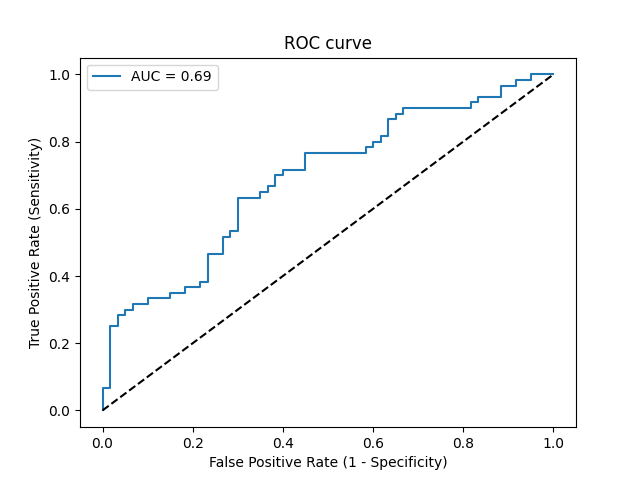 ROC curve
AUC = 0.69
True Positive Rate (Sensitivity)
1.0
0.8
0.6
0.4
0.2
0.0
0.0 0.2 0.4 0.6 0.8 1.0
False Positive Rate (1 - Specificity)